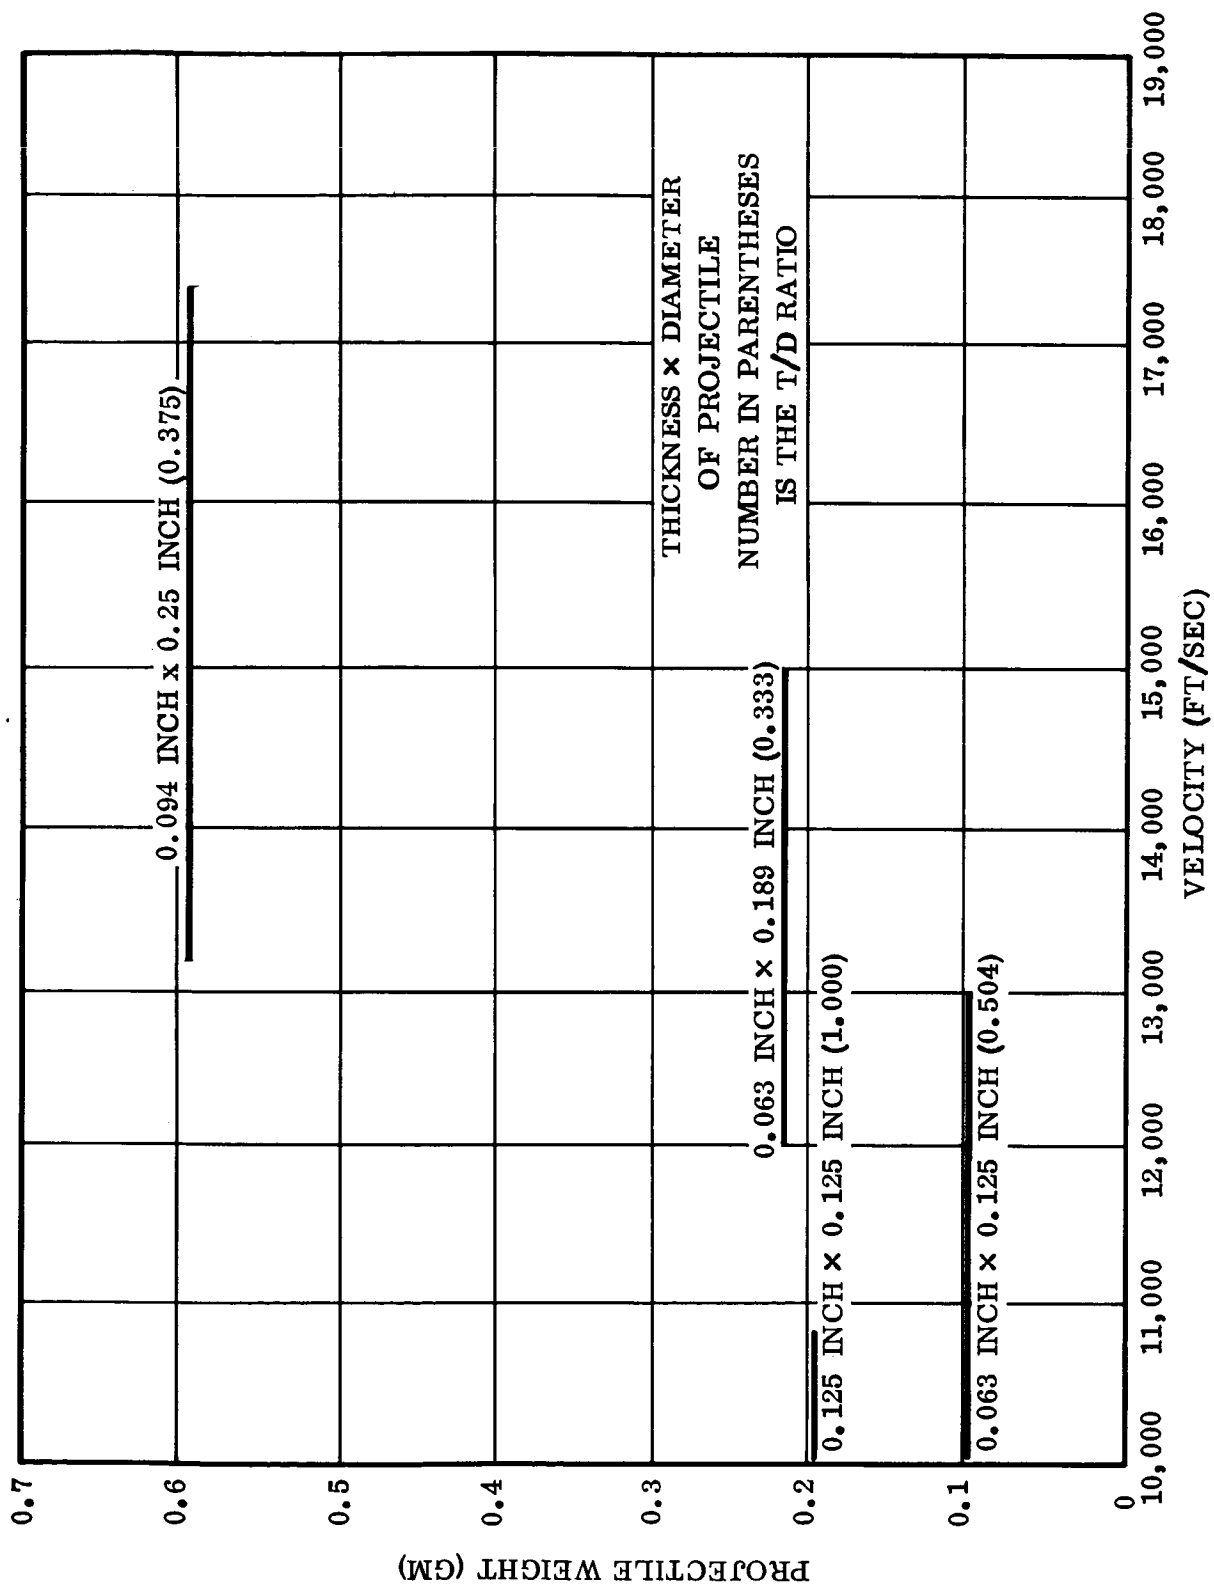 PROJECTILE WEIGHT (GM)
0.7
0.6
0.5
0.4
0.3
0.2
0.1
0
0.094 INCH x 0.25 INCH (0.375)
THICKNESS × DIAMETER
OF PROJECTILE
NUMBER IN PARENTHESES
IS THE T/D RATIO
0.063 INCH × 0.189 INCH (0.333)
0.125 INCH × 0.125 INCH (1.000)
0.063 INCH × 0.125 INCH (0.504)
10,000 11,000 12,000 13,000 14,000 15,000 16,000 17,000 18,000 19,000
VELOCITY (FT/SEC)